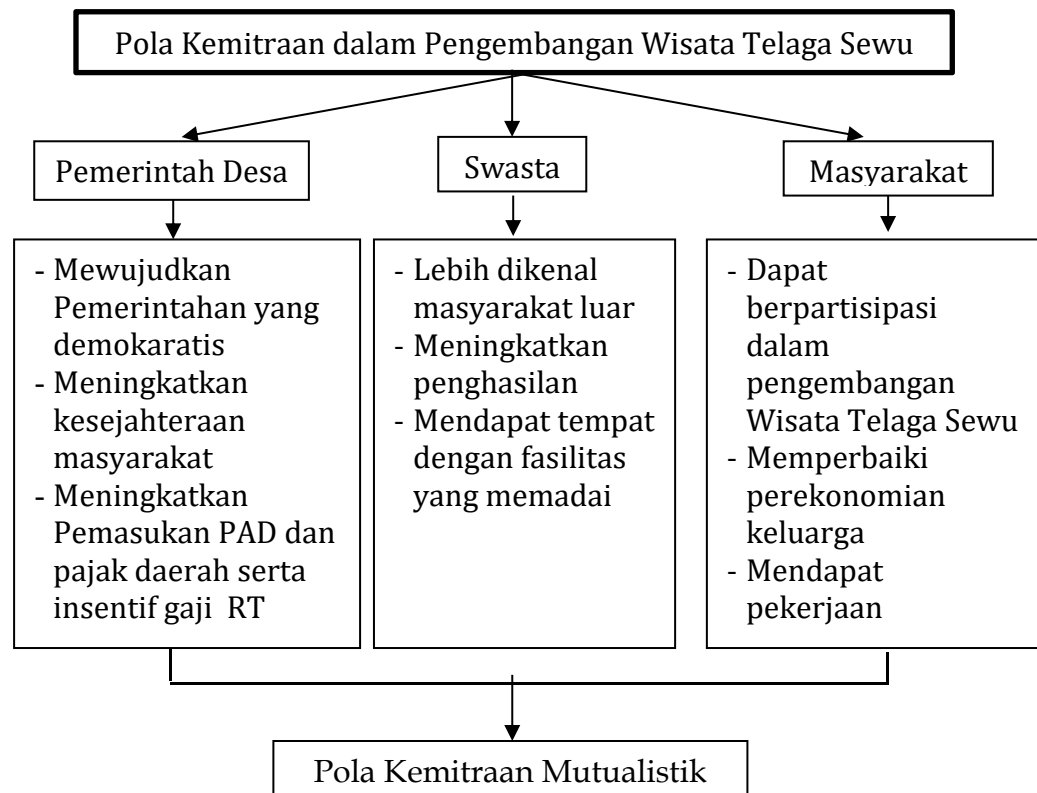 Pola Kemitraan dalam Pengembangan Wisata Telaga Sewu
Pemerintah Desa
Swasta
Masyarakat
- Mewujudkan
Pemerintahan yang
demokaratis
- Meningkatkan
kesejahteraan
masyarakat
- Meningkatkan
Pemasukan PAD dan
pajak daerah serta
insentif gaji RT
- Lebih dikenal
masyarakat luar
- Meningkatkan
penghasilan
- Mendapat tempat
dengan fasilitas
yang memadai
- Dapat
berpartisipasi
dalam
pengembangan
Wisata Telaga Sewu
- Memperbaiki
perekonomian
keluarga
- Mendapat
pekerjaan
Pola Kemitraan Mutualistik